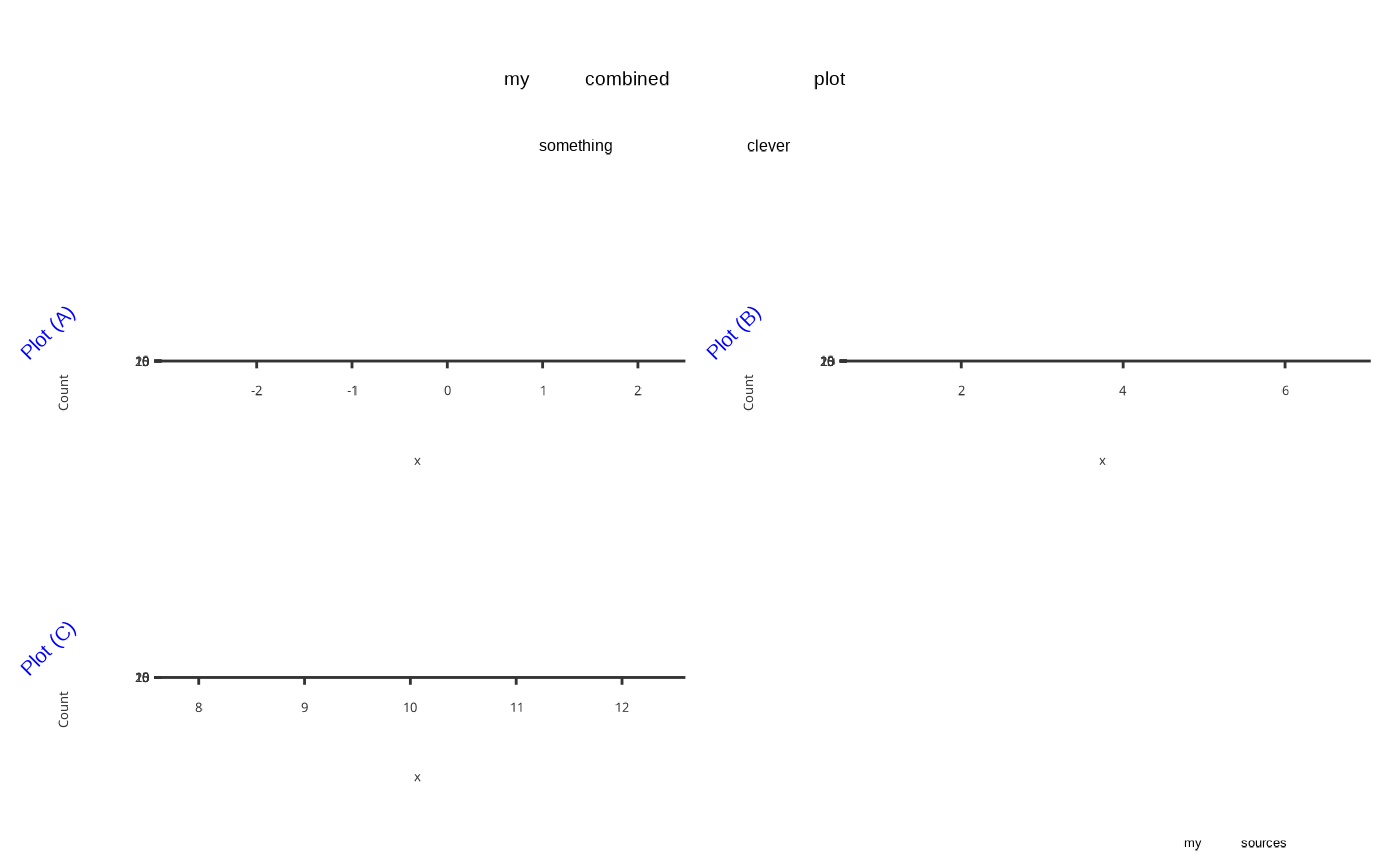 my combined plot
something clever
Plot (A)
Plot (B)
Count
-2 -1 0 1 2
x
Count
2 4 6
x
Plot (C)
Count
8 9 10 11 12
x
my sources